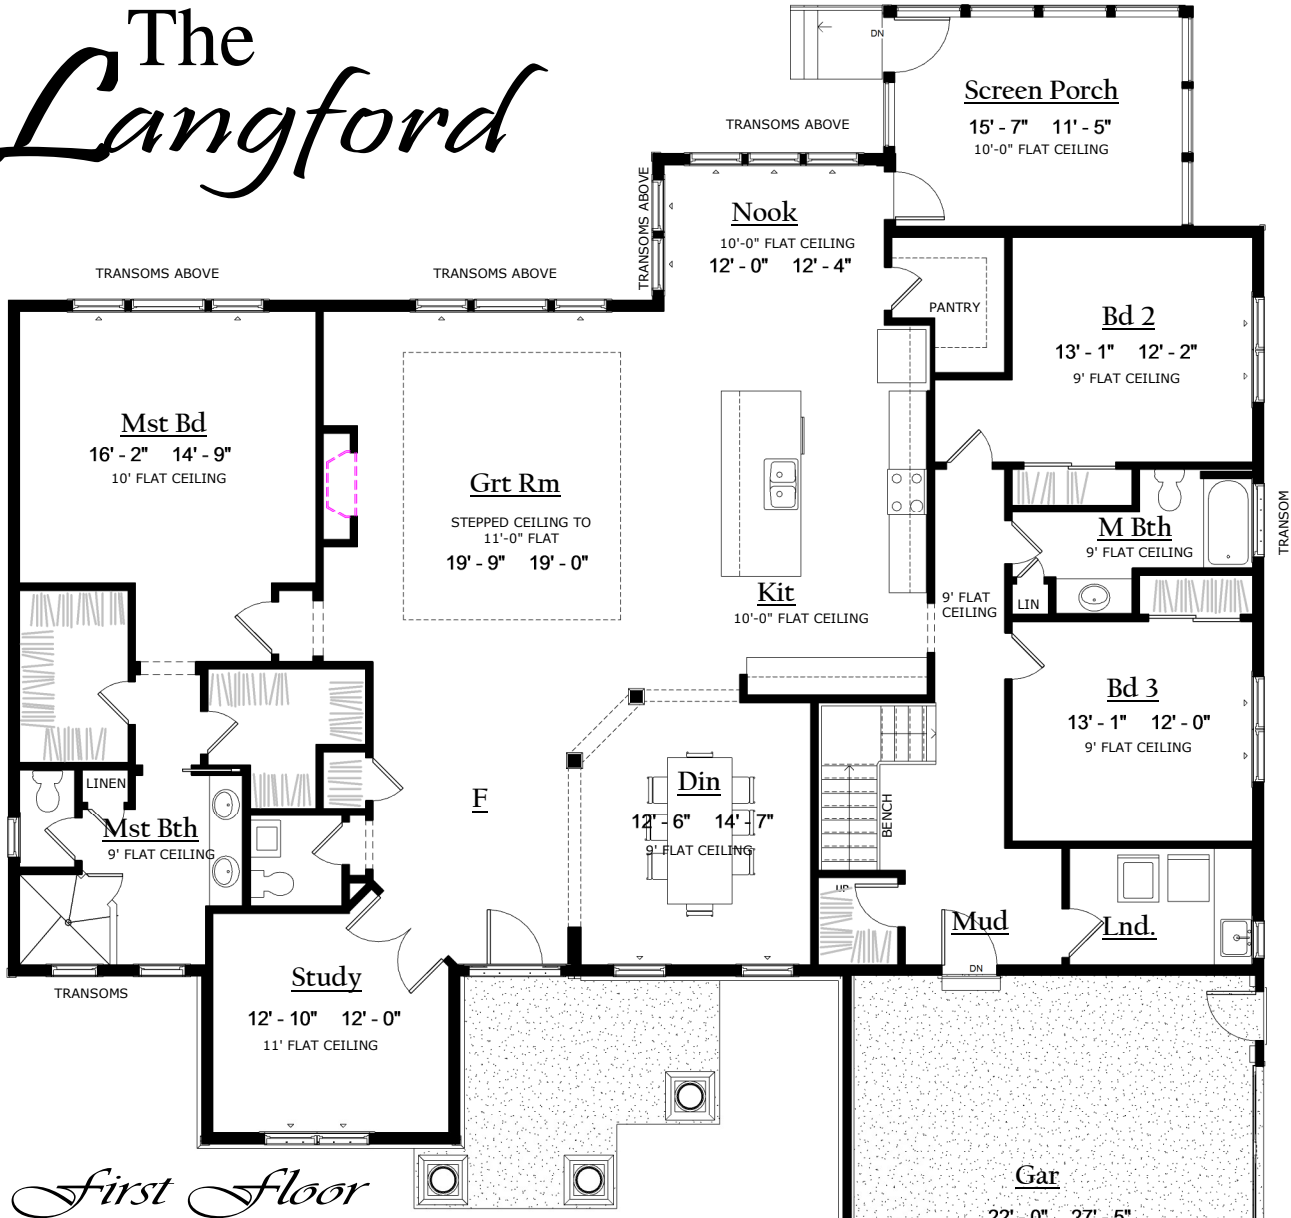 The
Langford
DN
Screen Porch
15' - 7" 11' - 5"
10'-0" FLAT CEILING
TRANSOMS ABOVE
TRANSOMS ABOVE
Nook
10'-0" FLAT CEILING
12' - 0" 12' - 4"
TRANSOMS ABOVE
TRANSOMS ABOVE
PANTRY
Bd 2
13' - 1" 12' - 2"
9' FLAT CEILING
Mst Bd
16' - 2" 14' - 9"
10' FLAT CEILING
Grt Rm
STEPPED CEILING TO
11'-0" FLAT
19' - 9" 19' - 0"
Kit
10'-0" FLAT CEILING
9' FLAT
CEILING
M Bth
9' FLAT CEILING
TRANSOM
LIN
Bd 3
13' - 1" 12' - 0"
9' FLAT CEILING
LINEN
Mst Bth
9' FLAT CEILING
F
Din
12' - 6" 14' - 7"
9' FLAT CEILING
BENCH
UP
Mud
DN
Lnd.
TRANSOMS
Study
12' - 10" 12' - 0"
11' FLAT CEILING
First Floor
Gar
22' - 0" 27' - 5"